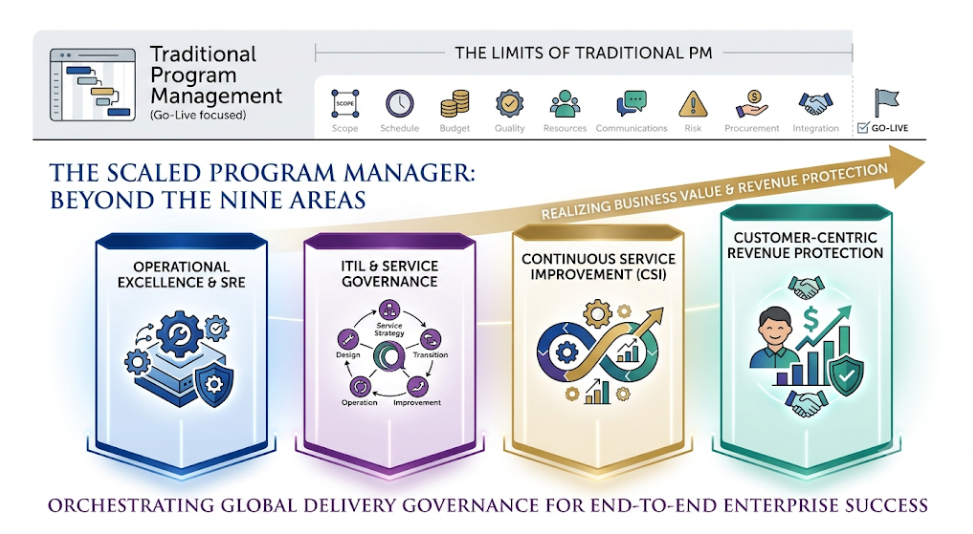 Traditional
Program
Management
(Go-Live focused)
THE LIMITS OF TRADITIONAL PM
SCOPE
Scope
Schedule
Budget
Quality
Resources
Communications
Risk
Procurement
Integration
GO-LIVE
THE SCALED PROGRAM MANAGER:
BEYOND THE NINE AREAS
REALIZING BUSINESS VALUE & REVENUE PROTECTION
OPERATIONAL
EXCELLENCE & SRE
ITIL & SERVICE
GOVERNANCE
Service
Strategy
Design
Transition
Operation
Improvement
CONTINUOUS SERVICE
IMPROVEMENT (CSI)
CUSTOMER-CENTRIC
REVENUE PROTECTION
$
ORCHESTRATING GLOBAL DELIVERY GOVERNANCE FOR END-TO-END ENTERPRISE SUCCESS